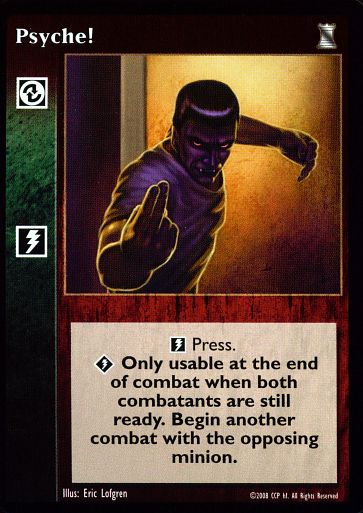 Psyche!
Press.
Only usable at the end
of combat when both
combatants are still
ready. Begin another
combat with the opposing
minion.
Illus: Eric Lofgren
©2008 CCP hf. All Rights Reserved